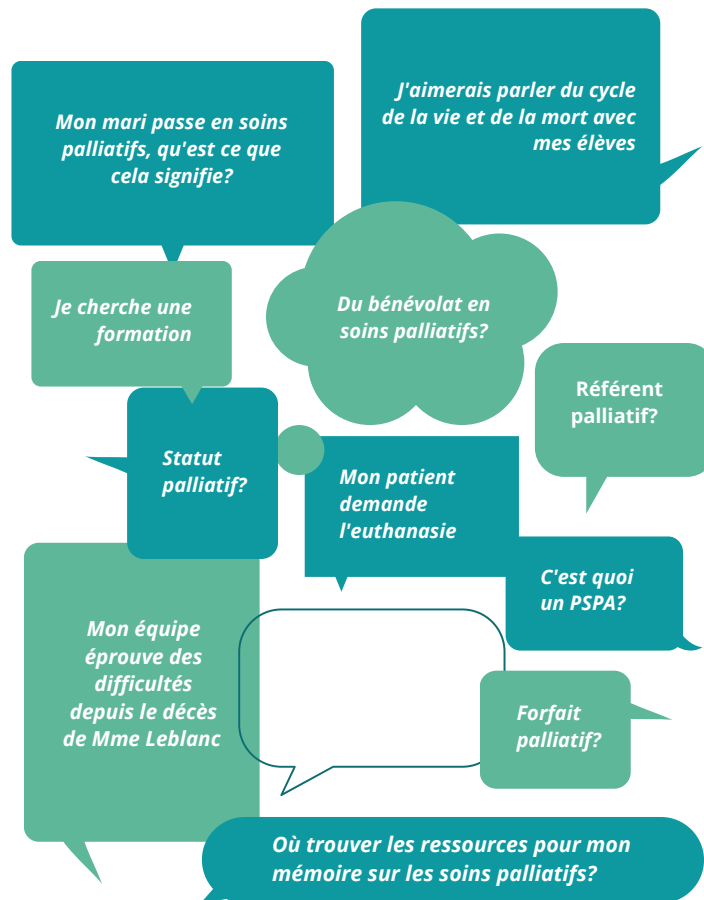 J'aimerais parler du cycle
de la vie et de la mort avec
mes élèves
Mon mari passe en soins
palliatifs, qu'est ce que
cela signifie?
Je cherche une
formation
Du bénévolat en
soins palliatifs?
Référent
palliatif?
Statut
palliatif?
Mon patient
demande
l'euthanasie
C'est quoi
un PSPA?
Mon équipe
éprouve des
difficultés
depuis le décès
de Mme Leblanc
Forfait
palliatif?
Où trouver les ressources pour mon
mémoire sur les soins palliatifs?